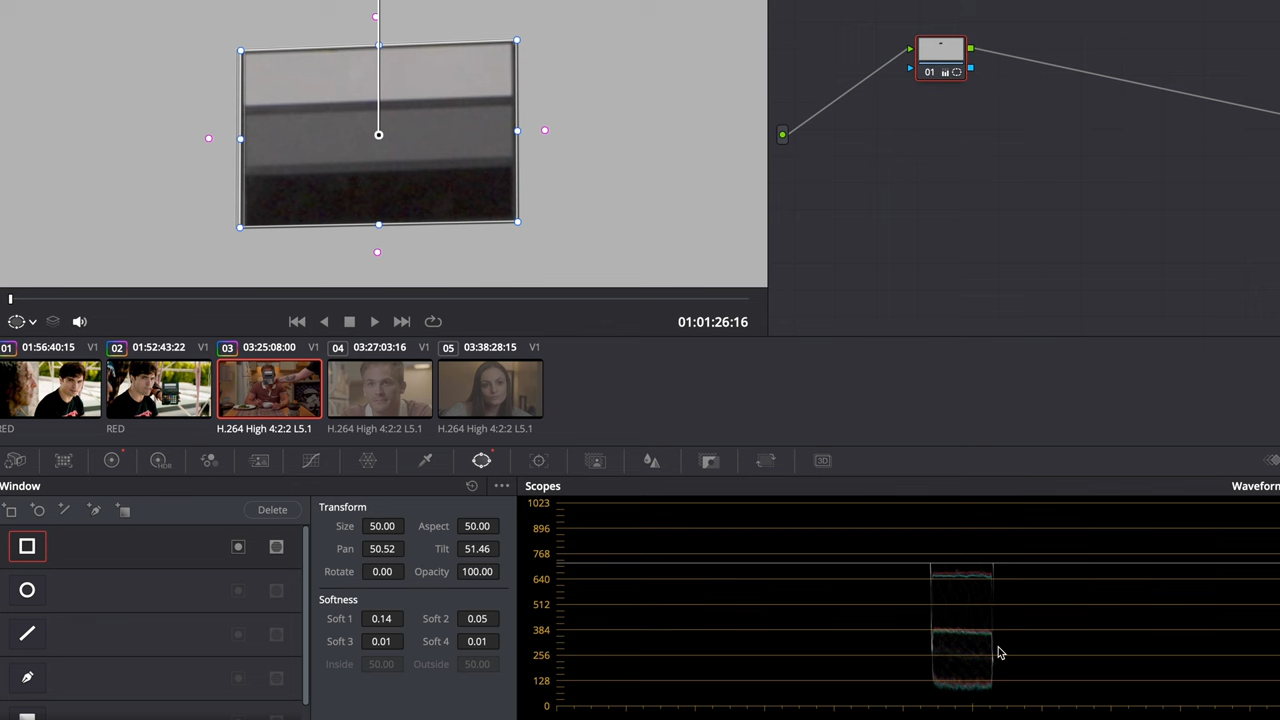 01
01:01:26:16
01 01:56:40:15 V1 02 01:52:43:22 V1 03 03:25:08:00 V1 04 03:27:03:16 V1 05 03:38:28:15 V1
RED RED H.264 High 4:2:2 L5.1 H.264 High 4:2:2 L5.1 H.264 High 4:2:2 L5.1
HDR 3D
Window
Delete
Transform
Size 50.00 Aspect 50.00
Pan 50.52 Tilt 51.46
Rotate 0.00 Opacity 100.00
Softness
Soft 1 0.14 Soft 2 0.05
Soft 3 0.01 Soft 4 0.01
Inside 50.00 Outside 50.00
Scopes Waveform
1023
896
768
640
512
384
256
128
0